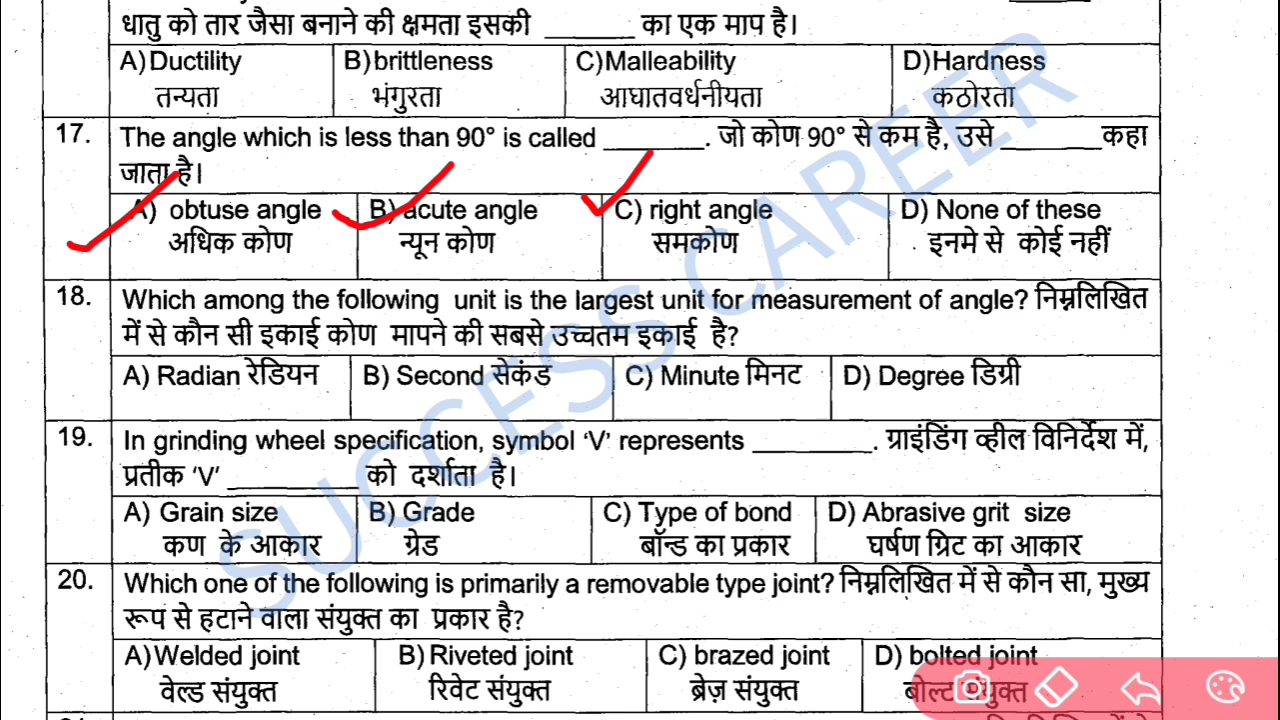 धातु को तार जैसा बनाने की क्षमता इसकी _______ का एक माप है।
A) Ductility B) brittleness C) Malleability D) Hardness
तन्यता भंगुरता आघातवर्धनीयता कठोरता
17. The angle which is less than 90° is called ________. जो कोण 90° से कम है, उसे ________कहा
जाता है।
A) obtuse angle B) acute angle C) right angle D) None of these
अधिक कोण न्यून कोण समकोण इनमे से कोई नहीं
18. Which among the following unit is the largest unit for measurement of angle? निम्नलिखित
में से कौन सी इकाई कोण मापने की सबसे उच्चतम इकाई है?
A) Radian रेडियन B) Second सेकंड C) Minute मिनट D) Degree डिग्री
19. In grinding wheel specification, symbol ‘V’ represents _________. ग्राइंडिंग व्हील विनिर्देश में,
प्रतीक ‘V’ __________ को दर्शाता है।
A) Grain size B) Grade C) Type of bond D) Abrasive grit size
कण के आकार ग्रेड बॉन्ड का प्रकार घर्षण ग्रिट का आकार
20. Which one of the following is primarily a removable type joint? निम्नलिखित में से कौन सा, मुख्य
रूप से हटाने वाला संयुक्त का प्रकार है?
A) Welded joint B) Riveted joint C) brazed joint D) bolted joint
वेल्ड संयुक्त रिवेट संयुक्त ब्रेज़ संयुक्त बोल्ट संयुक्त
SUCCESS CAREER